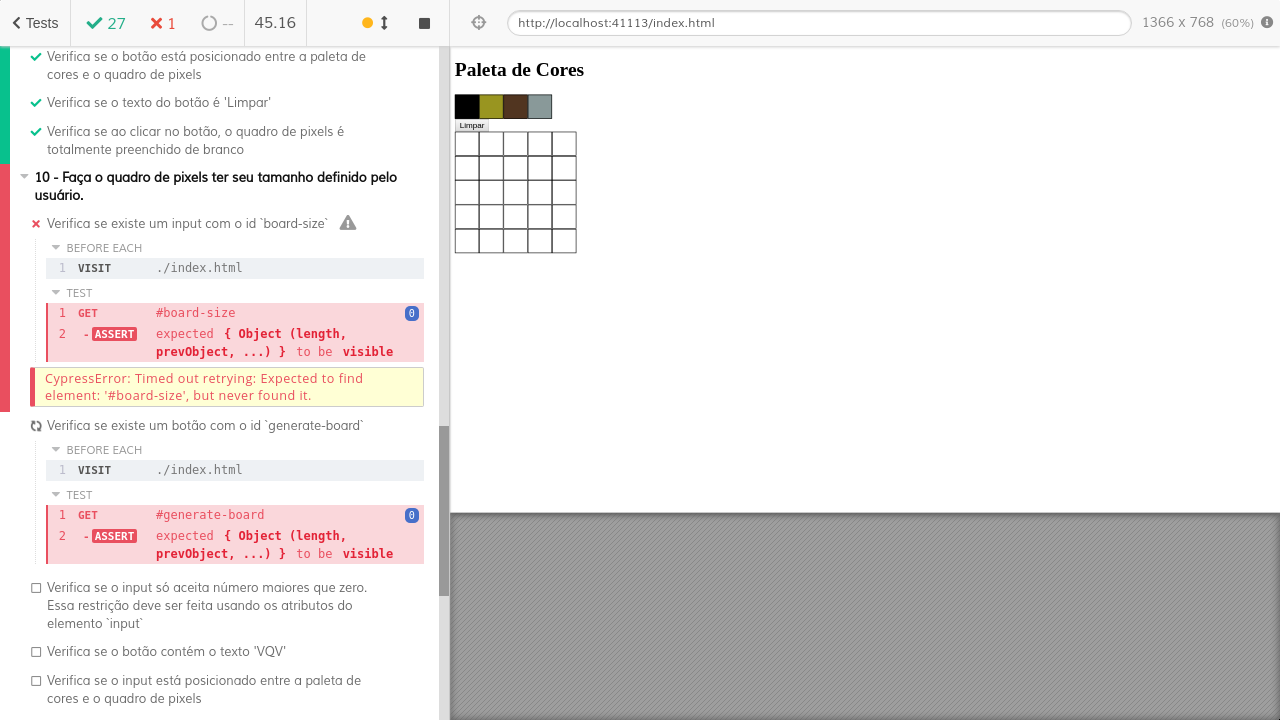 Tests 27 1 -- 45.16
http://localhost:41113/index.html 1366 x 768 (60%)
Verifica se o botão está posicionado entre a paleta de
cores e o quadro de pixels
Verifica se o texto do botão é 'Limpar'
Verifica se ao clicar no botão, o quadro de pixels é
totalmente preenchido de branco
10 - Faça o quadro de pixels ter seu tamanho definido pelo
usuário.
Verifica se existe um input com o id `board-size`
BEFORE EACH
1 VISIT ./index.html
TEST
1 GET #board-size 0
2 -ASSERT expected { Object (length,
prevObject, ...) } to be visible
CypressError: Timed out retrying: Expected to find
element: '#board-size', but never found it.
Verifica se existe um botão com o id `generate-board`
BEFORE EACH
1 VISIT ./index.html
TEST
1 GET #generate-board 0
2 -ASSERT expected { Object (length,
prevObject, ...) } to be visible
Verifica se o input só aceita número maiores que zero.
Essa restrição deve ser feita usando os atributos do
elemento `input`
Verifica se o botão contém o texto 'VQV'
Verifica se o input está posicionado entre a paleta de
cores e o quadro de pixels
Paleta de Cores
Limpar